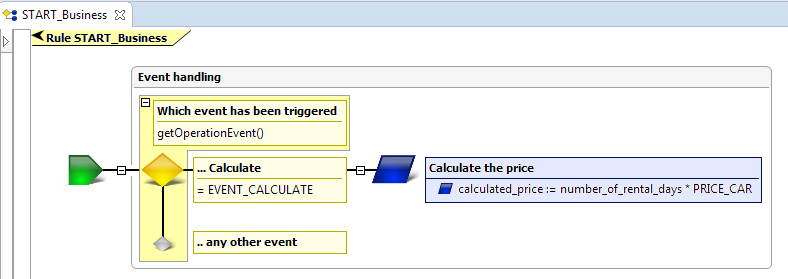 START_Business
Rule START_Business
Event handling
Which event has been triggered
getOperationEvent()
... Calculate
= EVENT_CALCULATE
Calculate the price
calculated_price := number_of_rental_days * PRICE_CAR
.. any other event